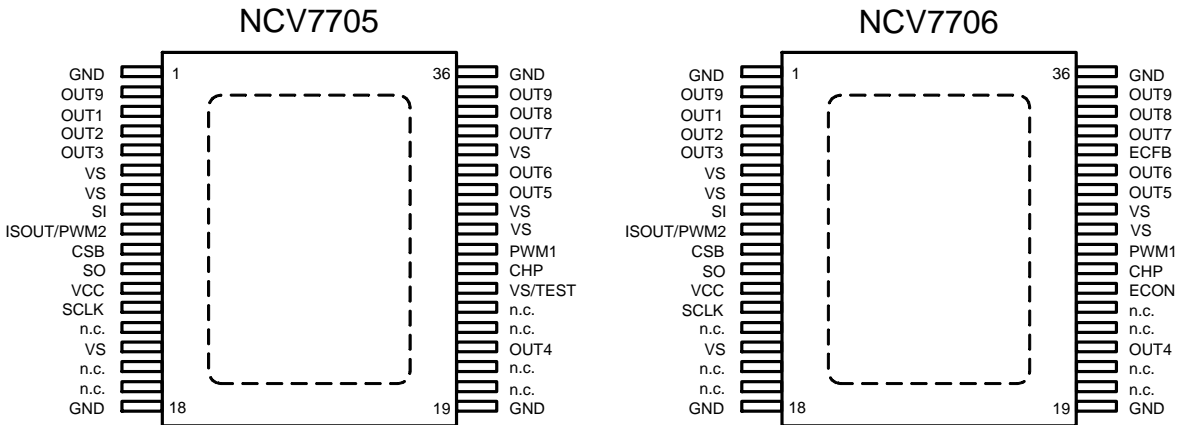 NCV7705
GND 1 36 GND
OUT9 OUT9
OUT1 OUT8
OUT2 OUT7
OUT3 VS
VS OUT6
VS OUT5
SI VS
ISOUT/PWM2 VS
CSB PWM1
SO CHP
VCC VS/TEST
SCLK n.c.
n.c. n.c.
VS OUT4
n.c. n.c.
n.c. n.c.
GND 18 19 GND
NCV7706
GND 1 36 GND
OUT9 OUT9
OUT1 OUT8
OUT2 OUT7
OUT3 ECFB
VS OUT6
VS OUT5
SI VS
ISOUT/PWM2 VS
CSB PWM1
SO CHP
VCC ECON
SCLK n.c.
n.c. n.c.
VS OUT4
n.c. n.c.
n.c. n.c.
GND 18 19 GND